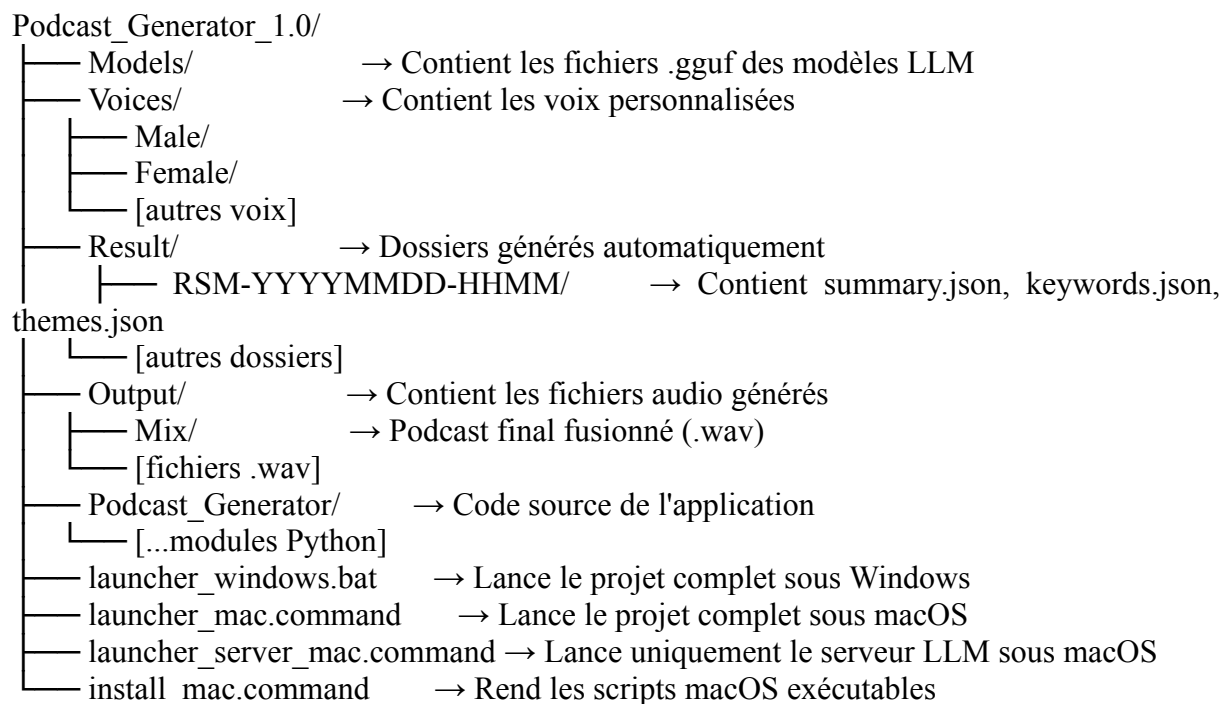 Podcast_Generator_1.0/
├── Models/ → Contient les fichiers .gguf des modèles LLM
├── Voices/ → Contient les voix personnalisées
│ ├── Male/
│ ├── Female/
│ └── [autres voix]
├── Result/ → Dossiers générés automatiquement
│ ├── RSM-YYYYMMDD-HHMM/ → Contient summary.json, keywords.json,
themes.json
│ └── [autres dossiers]
├── Output/ → Contient les fichiers audio générés
│ ├── Mix/ → Podcast final fusionné (.wav)
│ └── [fichiers .wav]
├── Podcast_Generator/ → Code source de l'application
│ └── [...modules Python]
├── launcher_windows.bat → Lance le projet complet sous Windows
├── launcher_mac.command → Lance le projet complet sous macOS
├── launcher_server_mac.command → Lance uniquement le serveur LLM sous macOS
└── install_mac.command → Rend les scripts macOS exécutables